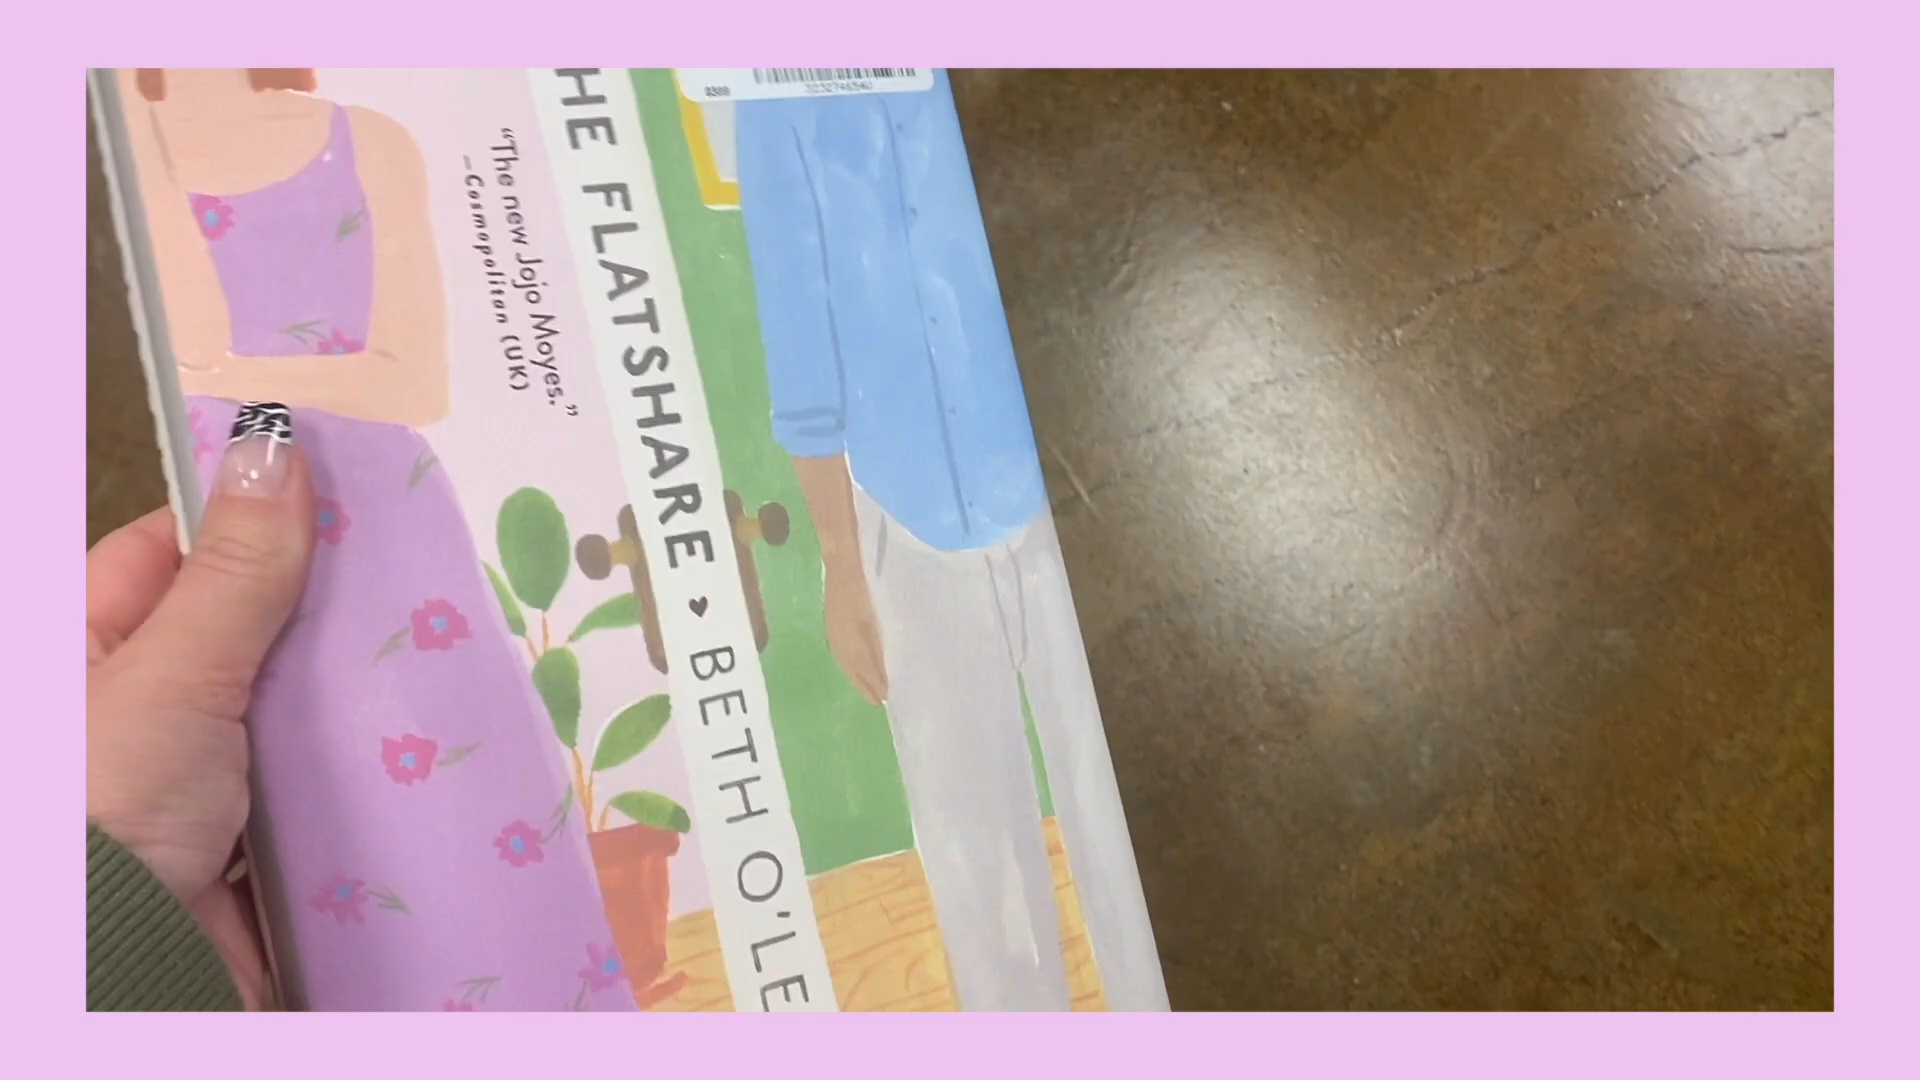 HE FLATSHARE ♥ BETH O'LE
"The new Jojo Moyes."
—Cosmopolitan (UK)